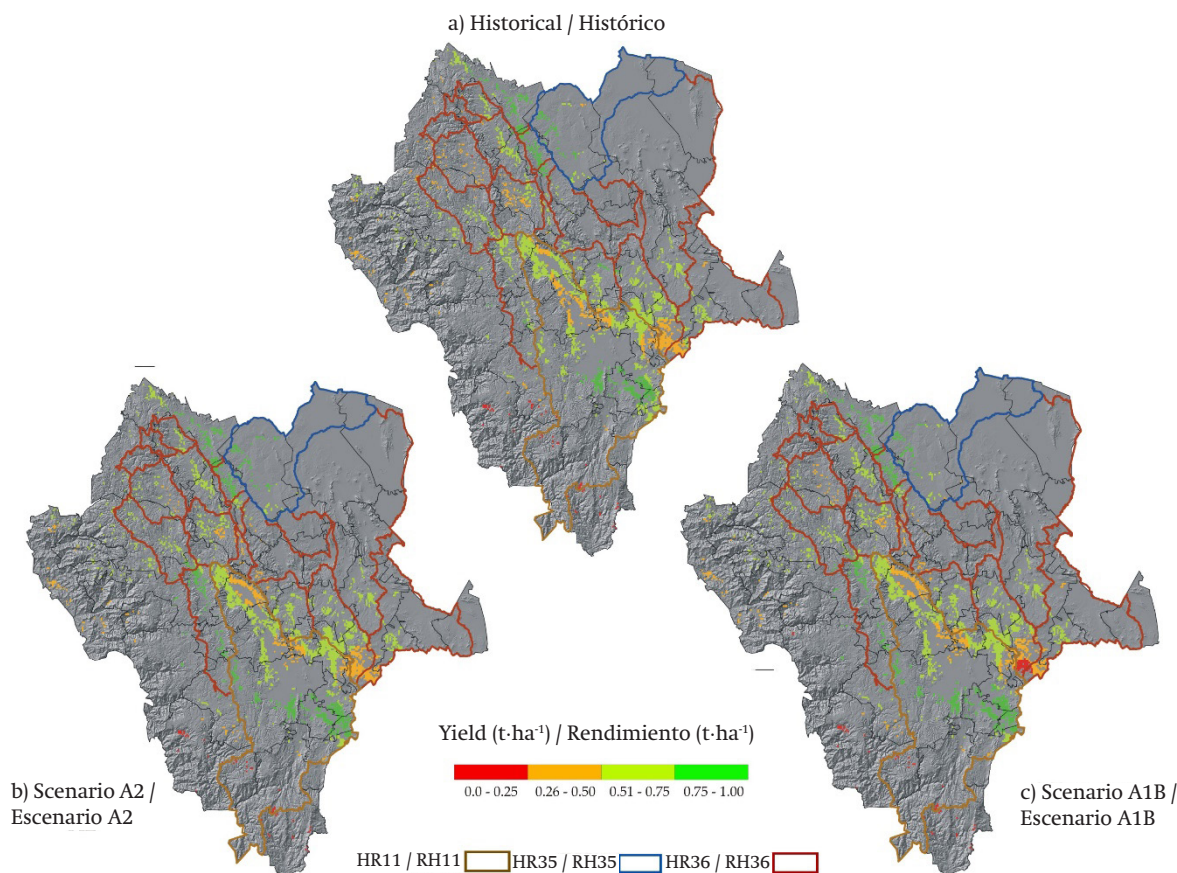 a) Historical / Histórico
Yield (t·ha⁻¹) / Rendimiento (t·ha⁻¹)
0.0 - 0.25 0.26 - 0.50 0.51 - 0.75 0.75 - 1.00
b) Scenario A2 /
Escenario A2
c) Scenario A1B /
Escenario A1B
HR11 / RH11 HR35 / RH35 HR36 / RH36